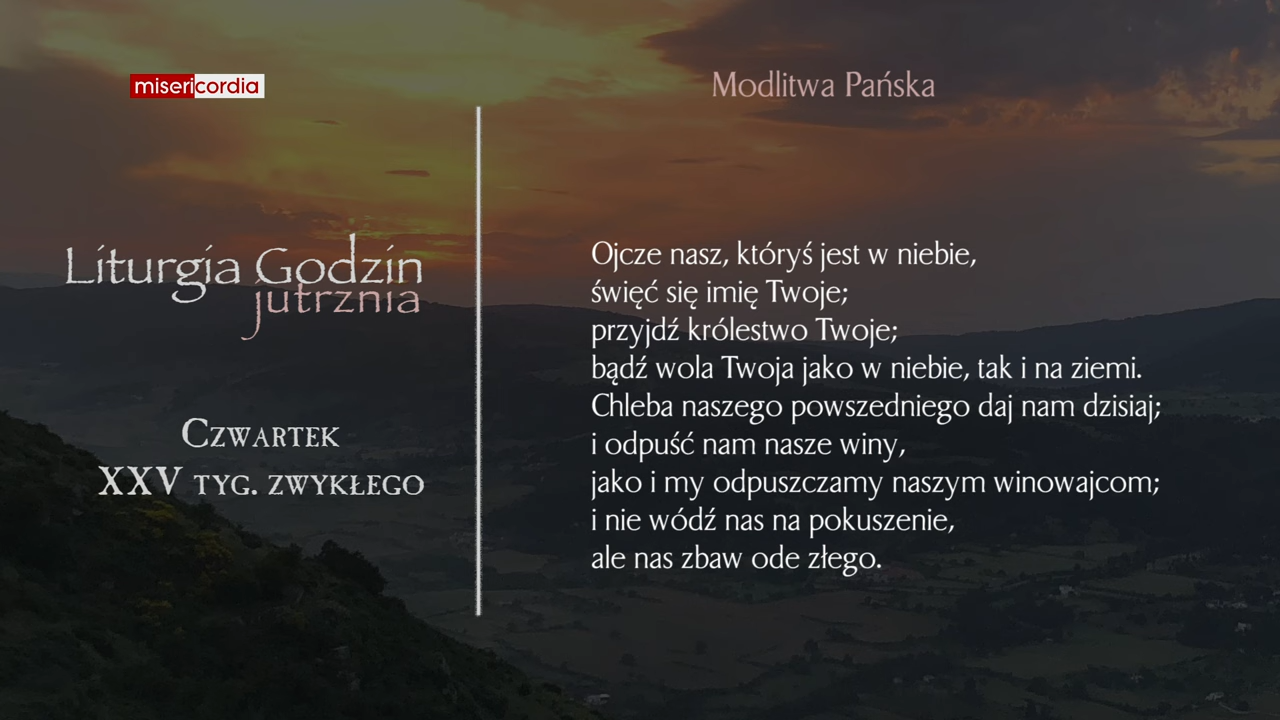 misericordia
Liturgia Godzin
jutrznia
Czwartek
XXV tyg. zwykłego
Modlitwa Pańska
Ojcze nasz, któryś jest w niebie,
święć się imię Twoje;
przyjdź królestwo Twoje;
bądź wola Twoja jako w niebie, tak i na ziemi.
Chleba naszego powszedniego daj nam dzisiaj;
i odpuść nam nasze winy,
jako i my odpuszczamy naszym winowajcom;
i nie wódź nas na pokuszenie,
ale nas zbaw ode złego.